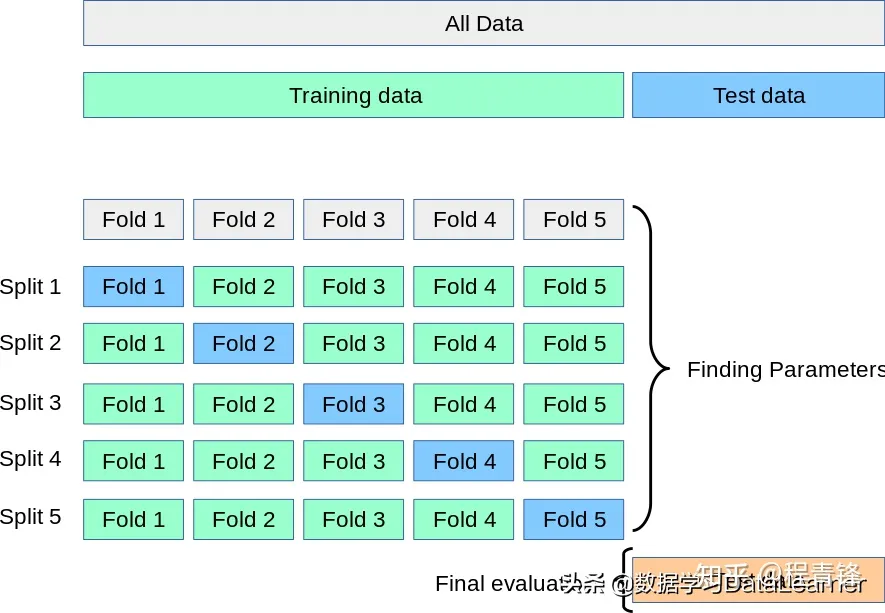 All Data
Training data Test data
Fold 1 Fold 2 Fold 3 Fold 4 Fold 5
Split 1 Fold 1 Fold 2 Fold 3 Fold 4 Fold 5
Split 2 Fold 1 Fold 2 Fold 3 Fold 4 Fold 5
Finding Parameters
Split 3 Fold 1 Fold 2 Fold 3 Fold 4 Fold 5
Split 4 Fold 1 Fold 2 Fold 3 Fold 4 Fold 5
Split 5 Fold 1 Fold 2 Fold 3 Fold 4 Fold 5
知乎 @程青锋
Final
头条 @数据学习DataLearner